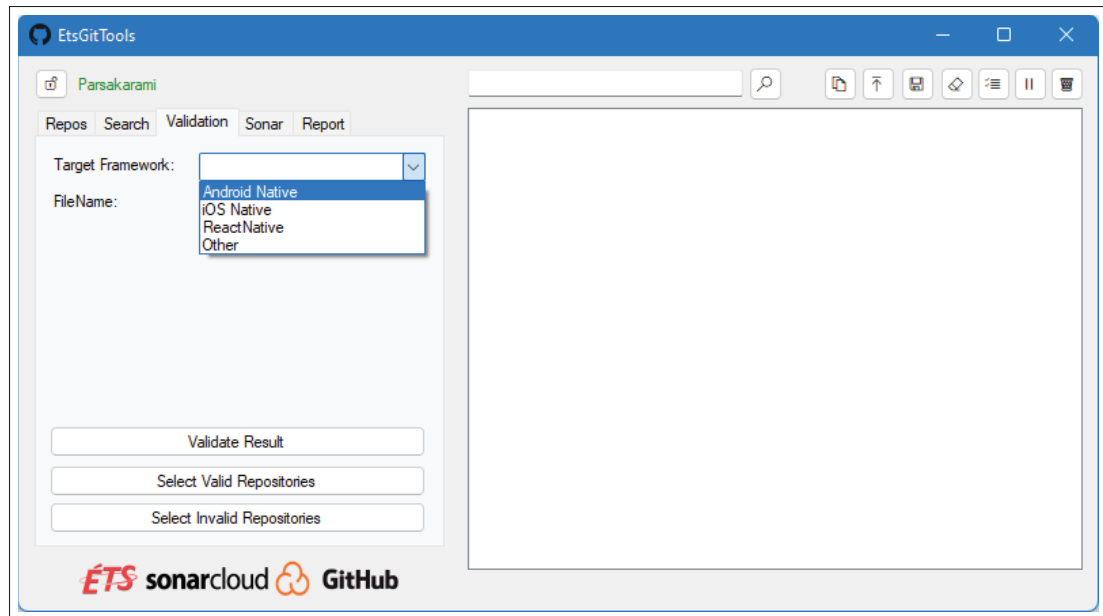 EtsGitTools
Parsakarami
Repos Search Validation Sonar Report
Target Framework:
Android Native
iOS Native
ReactNative
Other
FileName:
Validate Result
Select Valid Repositories
Select Invalid Repositories
ÉTS sonarcloud GitHub